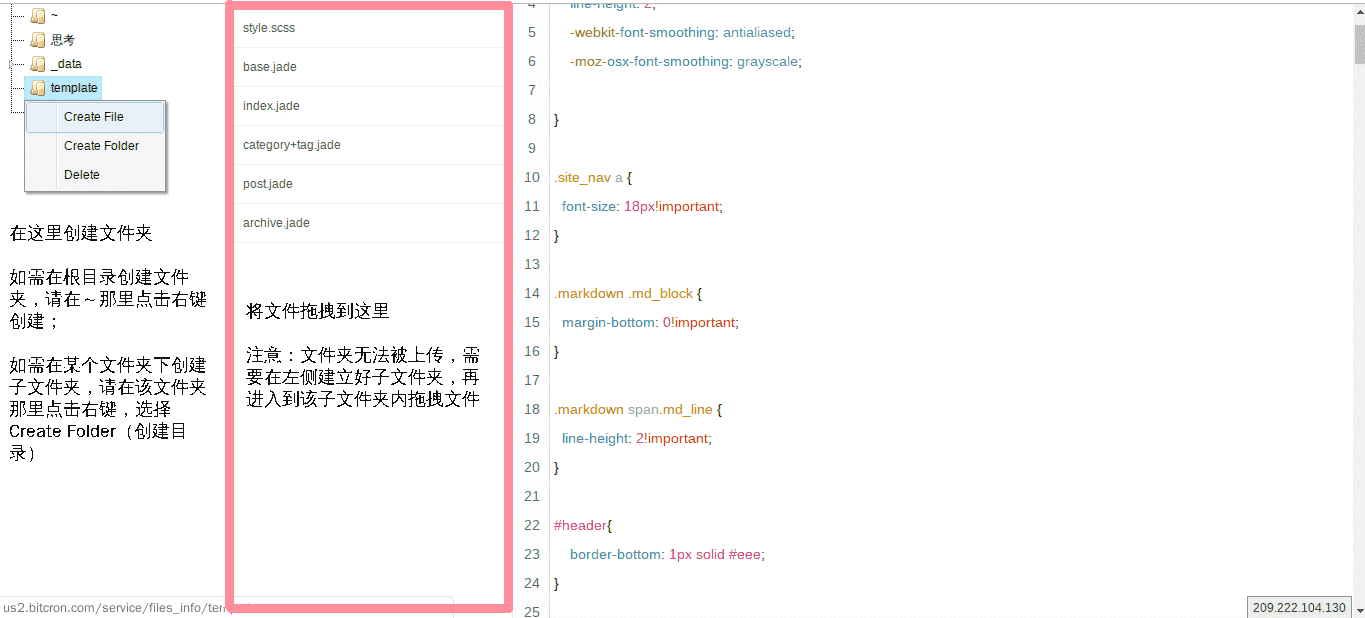 ~
思考
_data
template
Create File
Create Folder
Delete
在这里创建文件夹
如需在根目录创建文件
夹，请在～那里点击右键
创建；
如需在某个文件夹下创建
子文件夹，请在该文件夹
那里点击右键，选择
Create Folder（创建目
录）
us2.bitcron.com/service/files_info/
style.scss
base.jade
index.jade
category+tag.jade
post.jade
archive.jade
将文件拖拽到这里
注意：文件夹无法被上传，需
要在左侧建立好子文件夹，再
进入到该子文件夹内拖拽文件
4 line-height: 2;
5 -webkit-font-smoothing: antialiased;
6 -moz-osx-font-smoothing: grayscale;
7
8 }
9
10 .site_nav a {
11 font-size: 18px!important;
12 }
13
14 .markdown .md_block {
15 margin-bottom: 0!important;
16 }
17
18 .markdown span.md_line {
19 line-height: 2!important;
20 }
21
22 #header{
23 border-bottom: 1px solid #eee;
24 }
25
209.222.104.130